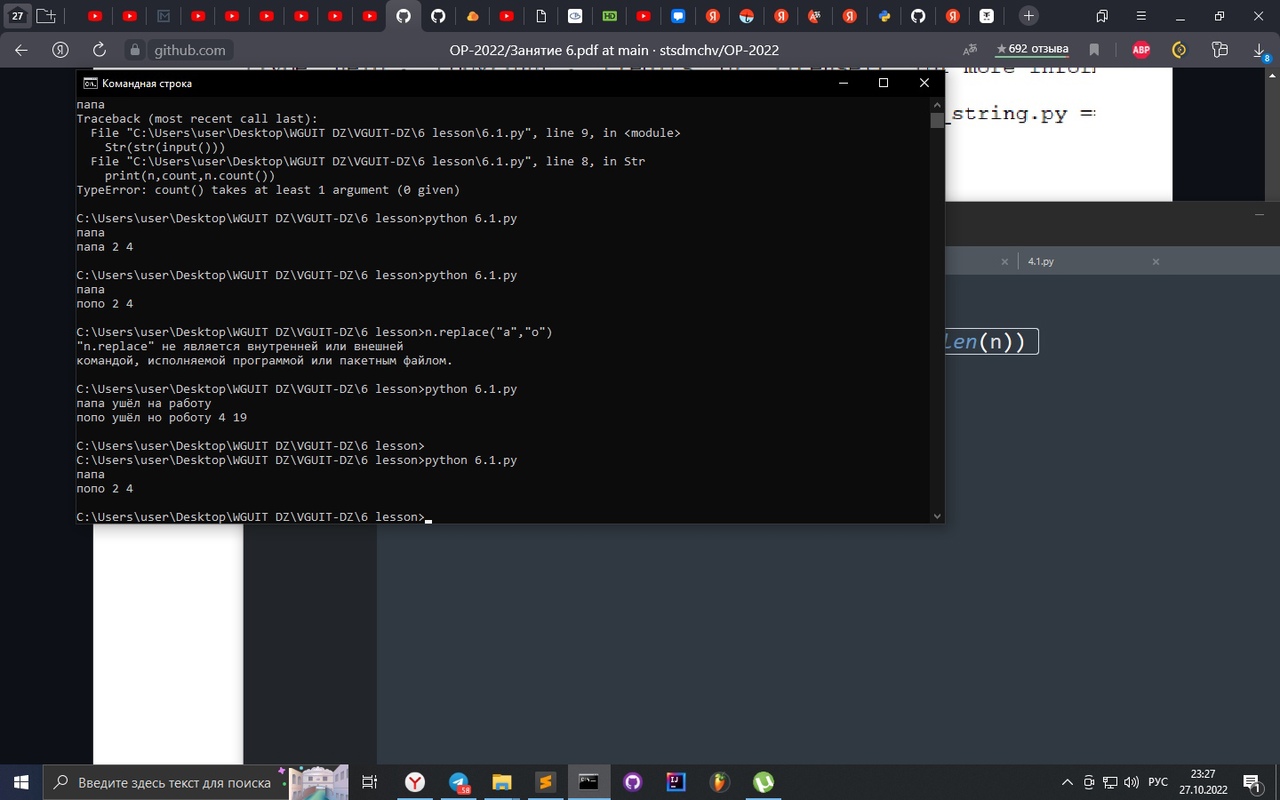 27
github.com
OP-2022/Занятие 6.pdf at main · stsdmchv/OP-2022
★ 692 отзыва
ABP
8
_string.py ==
Командная строка
папа
Traceback (most recent call last):
File "C:\Users\user\Desktop\WGUIT DZ\VGUIT-DZ\6 lesson\6.1.py", line 9, in <module>
Str(str(input()))
File "C:\Users\user\Desktop\WGUIT DZ\VGUIT-DZ\6 lesson\6.1.py", line 8, in Str
print(n,count,n.count())
TypeError: count() takes at least 1 argument (0 given)
C:\Users\user\Desktop\WGUIT DZ\VGUIT-DZ\6 lesson>python 6.1.py
папа
папа 2 4
C:\Users\user\Desktop\WGUIT DZ\VGUIT-DZ\6 lesson>python 6.1.py
папа
попо 2 4
C:\Users\user\Desktop\WGUIT DZ\VGUIT-DZ\6 lesson>n.replace("а","о")
"n.replace" не является внутренней или внешней
командой, исполняемой программой или пакетным файлом.
C:\Users\user\Desktop\WGUIT DZ\VGUIT-DZ\6 lesson>python 6.1.py
папа ушёл на работу
попо ушёл но роботу 4 19
C:\Users\user\Desktop\WGUIT DZ\VGUIT-DZ\6 lesson>
C:\Users\user\Desktop\WGUIT DZ\VGUIT-DZ\6 lesson>python 6.1.py
папа
попо 2 4
C:\Users\user\Desktop\WGUIT DZ\VGUIT-DZ\6 lesson>
4.1.py
len(n))
Введите здесь текст для поиска
58
РУС
23:27
27.10.2022
1